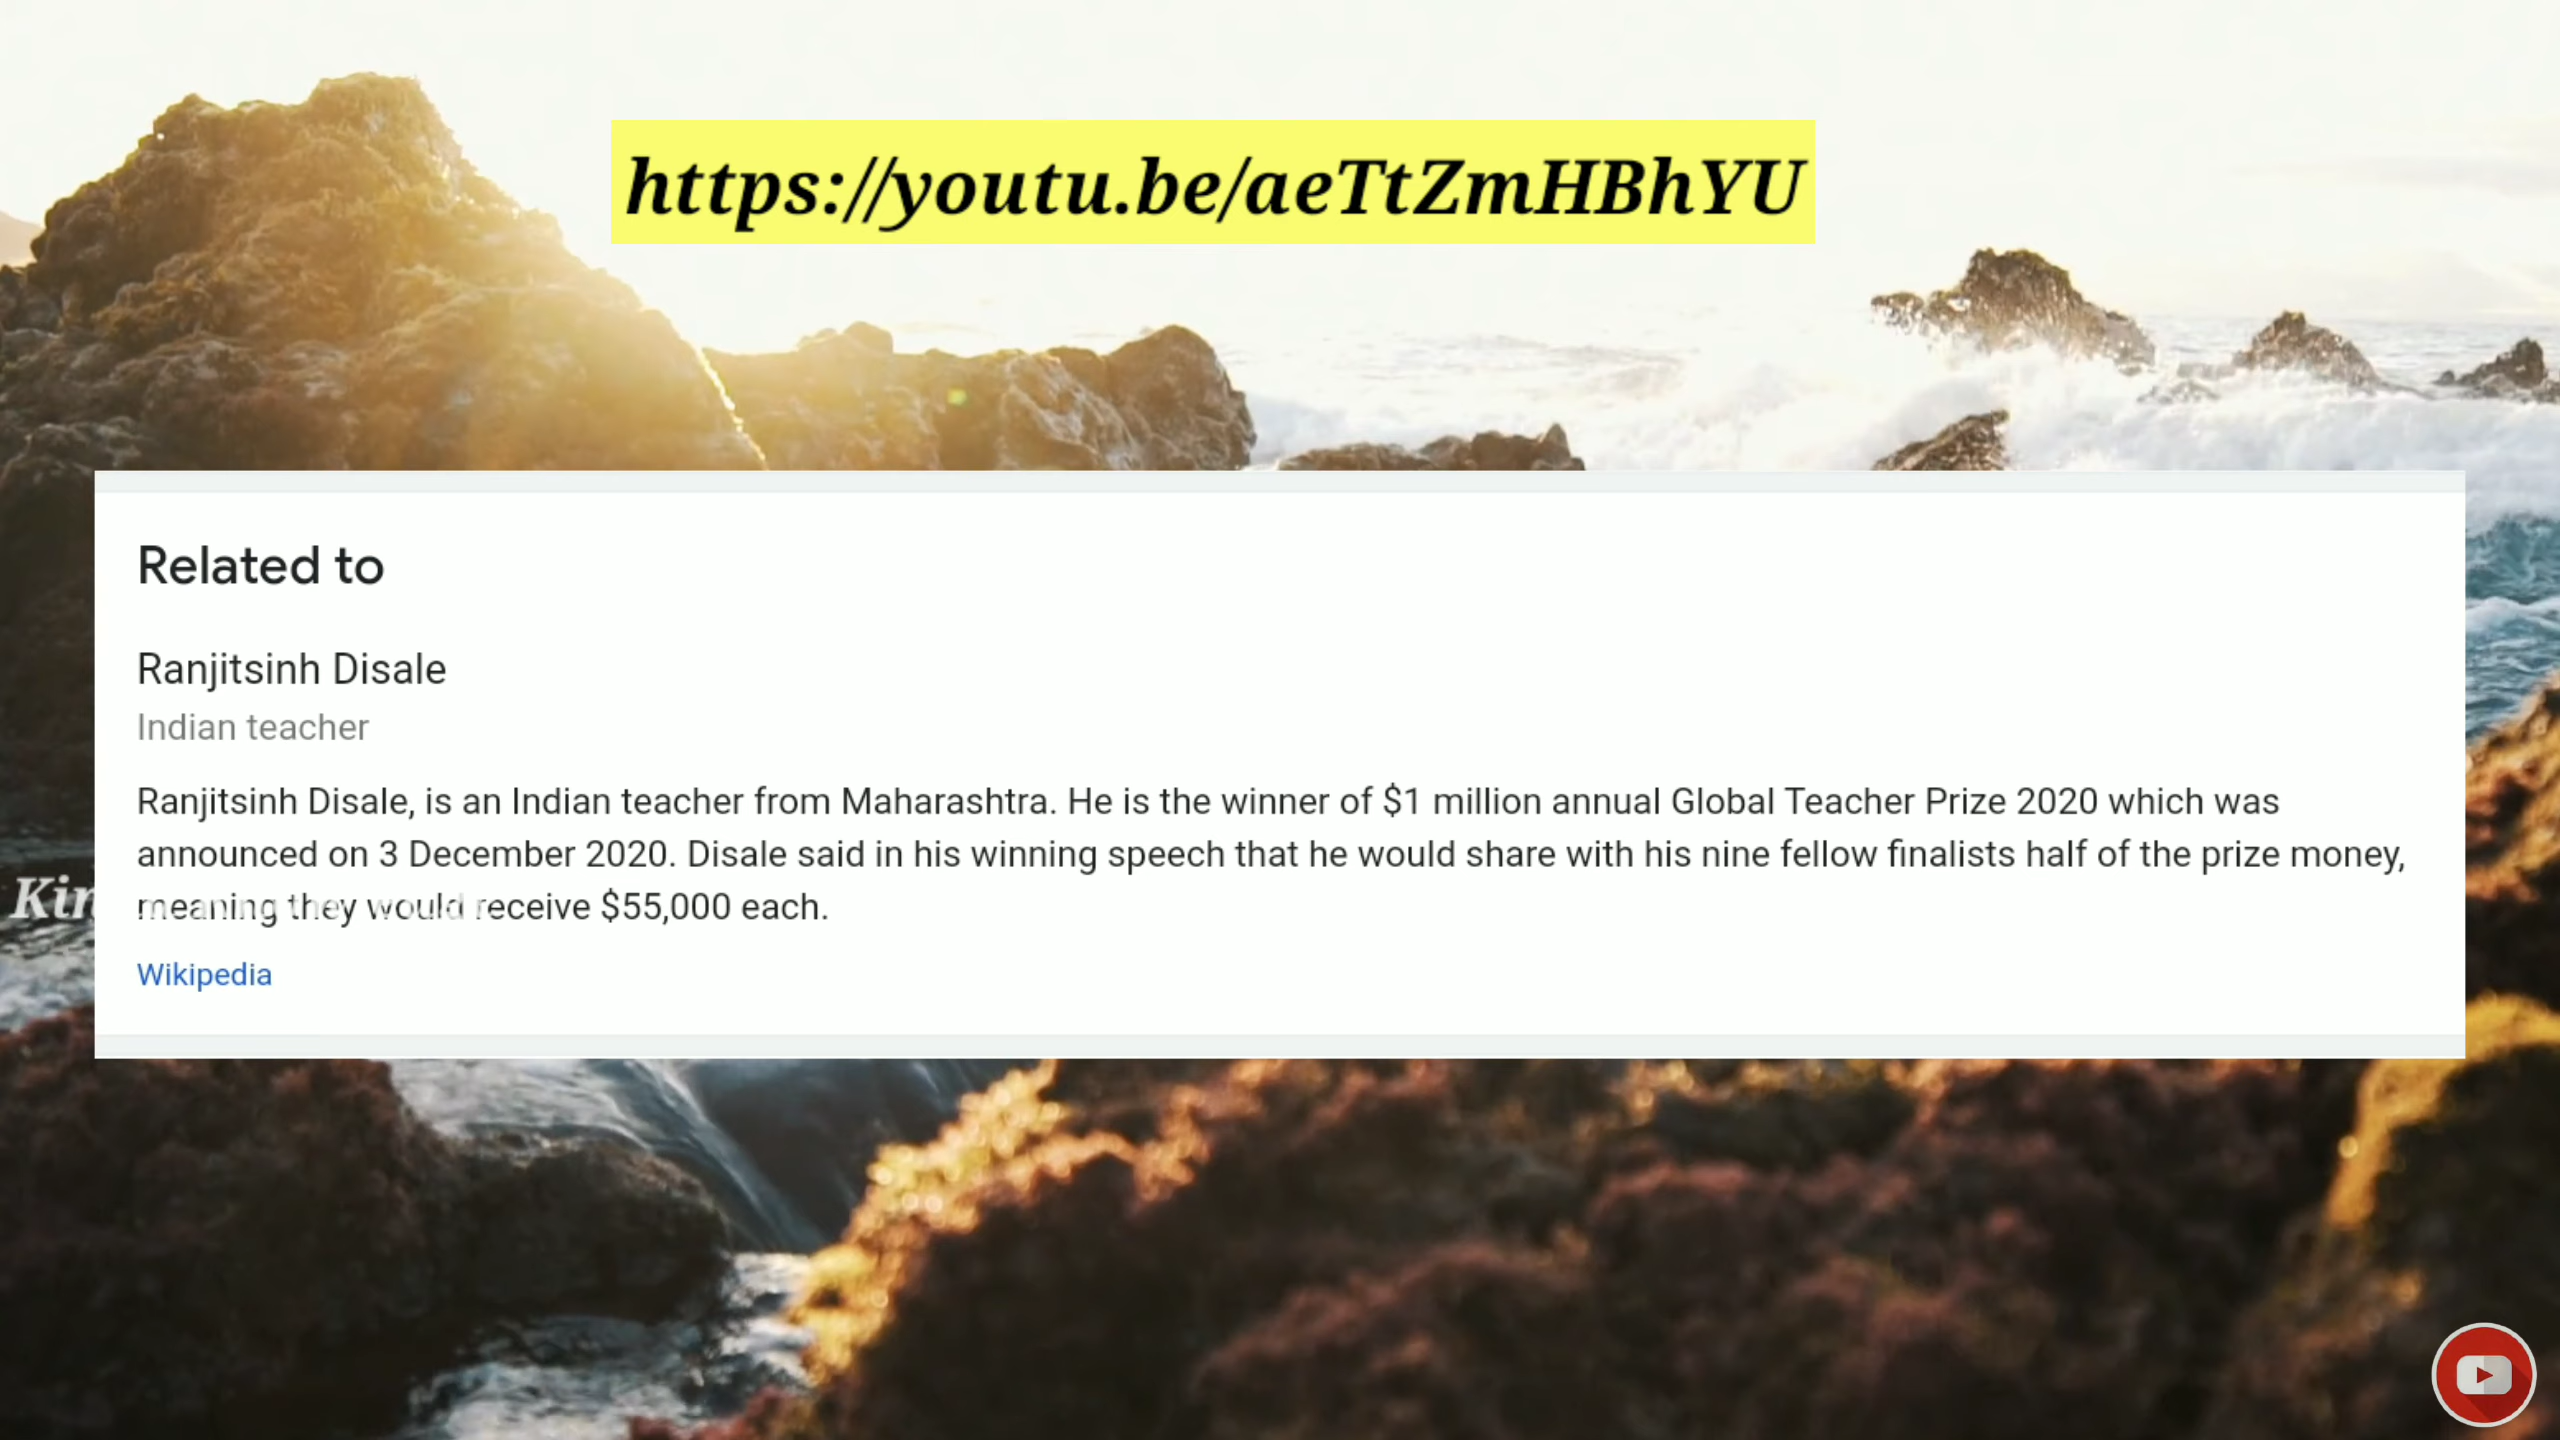 https://youtu.be/aeTtZmHBhYU
Related to
Ranjitsinh Disale
Indian teacher
Ranjitsinh Disale, is an Indian teacher from Maharashtra. He is the winner of $1 million annual Global Teacher Prize 2020 which was
announced on 3 December 2020. Disale said in his winning speech that he would share with his nine fellow finalists half of the prize money,
meaning they would receive $55,000 each.
Wikipedia